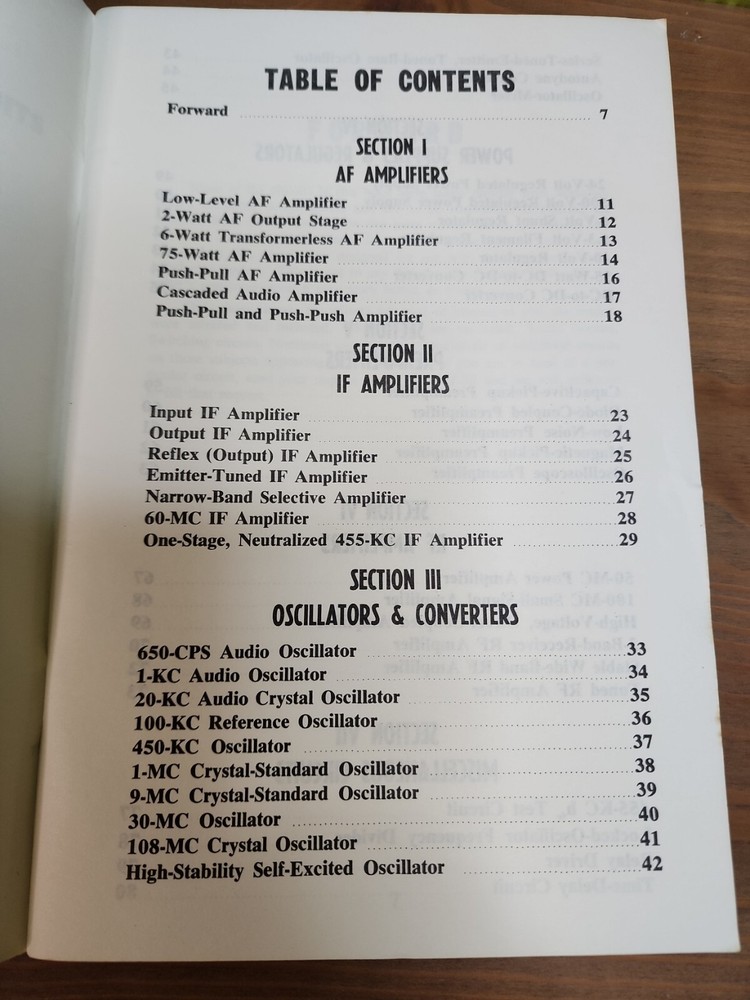 TABLE OF CONTENTS
Forward 7
SECTION I
AF AMPLIFIERS
Low-Level AF Amplifier 11
2-Watt AF Output Stage 12
6-Watt Transformerless AF Amplifier 13
75-Watt AF Amplifier 14
Push-Pull AF Amplifier 16
Cascaded Audio Amplifier 17
Push-Pull and Push-Push Amplifier 18
SECTION II
IF AMPLIFIERS
Input IF Amplifier 23
Output IF Amplifier 24
Reflex (Output) IF Amplifier 25
Emitter-Tuned IF Amplifier 26
Narrow-Band Selective Amplifier 27
60-MC IF Amplifier 28
One-Stage, Neutralized 455-KC IF Amplifier 29
SECTION III
OSCILLATORS & CONVERTERS
650-CPS Audio Oscillator 33
1-KC Audio Oscillator 34
20-KC Audio Crystal Oscillator 35
100-KC Reference Oscillator 36
450-KC Oscillator 37
1-MC Crystal-Standard Oscillator 38
9-MC Crystal-Standard Oscillator 39
30-MC Oscillator 40
108-MC Crystal Oscillator 41
High-Stability Self-Excited Oscillator 42